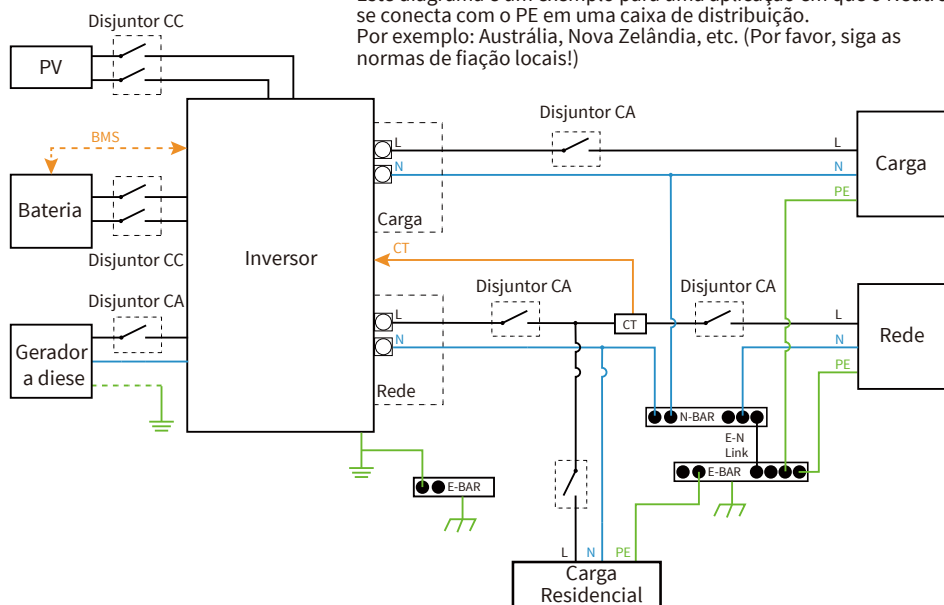 se conecta com o PE em uma caixa de distribuição.
Por exemplo: Austrália, Nova Zelândia, etc. (Por favor, siga as
normas de fiação locais!)
Disjuntor CC
PV
Disjuntor CA
BMS
L
L
N
N
Carga
PE
Bateria
Carga
Disjuntor CC
Inversor
CT
Disjuntor CA
Disjuntor CA
Disjuntor CA
L
CT
L
Gerador
a diese
N
N
Rede
PE
Rede
N-BAR
E-N
Link
E-BAR
E-BAR
L
N
PE
Carga
Residencial